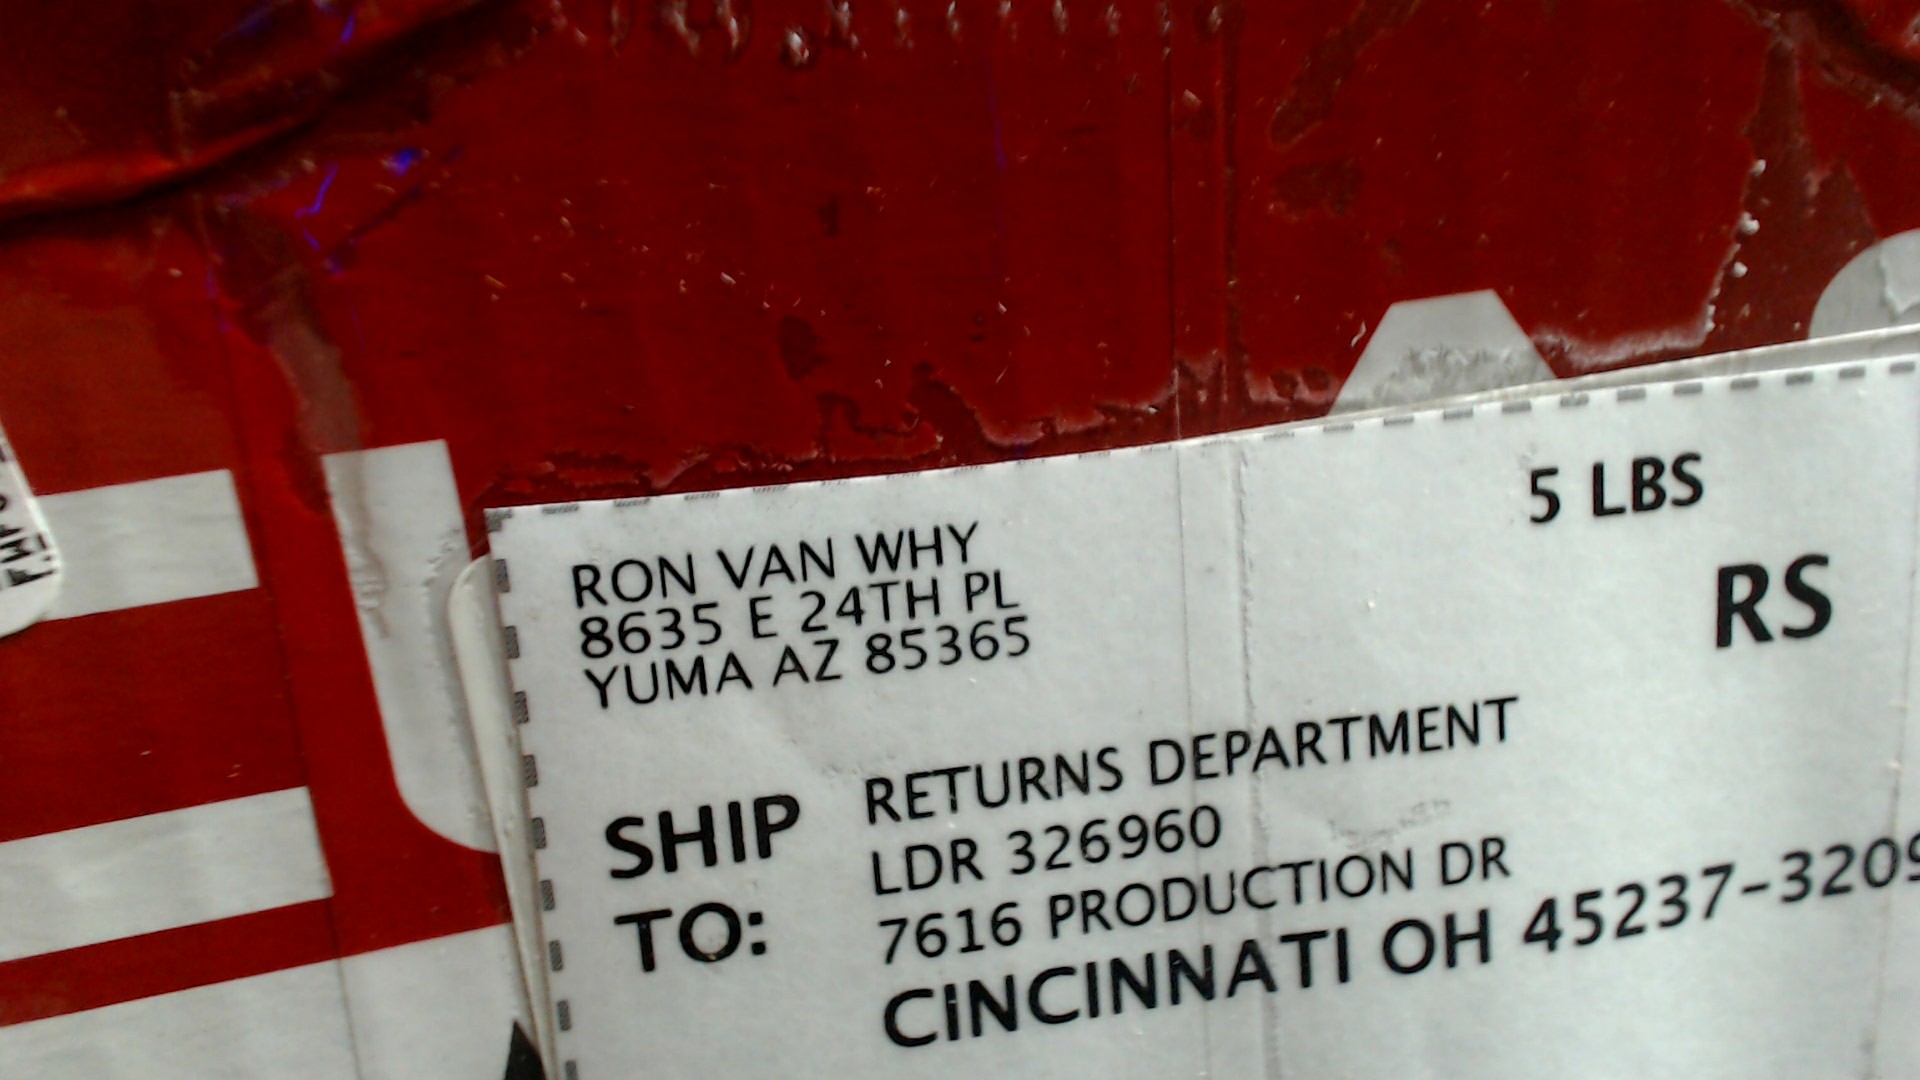 5 LBS
RS
RON VAN WHY
8635 E 24TH PL
YUMA AZ 85365
SHIP TO:
RETURNS DEPARTMENT
LDR 326960
7616 PRODUCTION DR
CINCINNATI OH 45237-3209